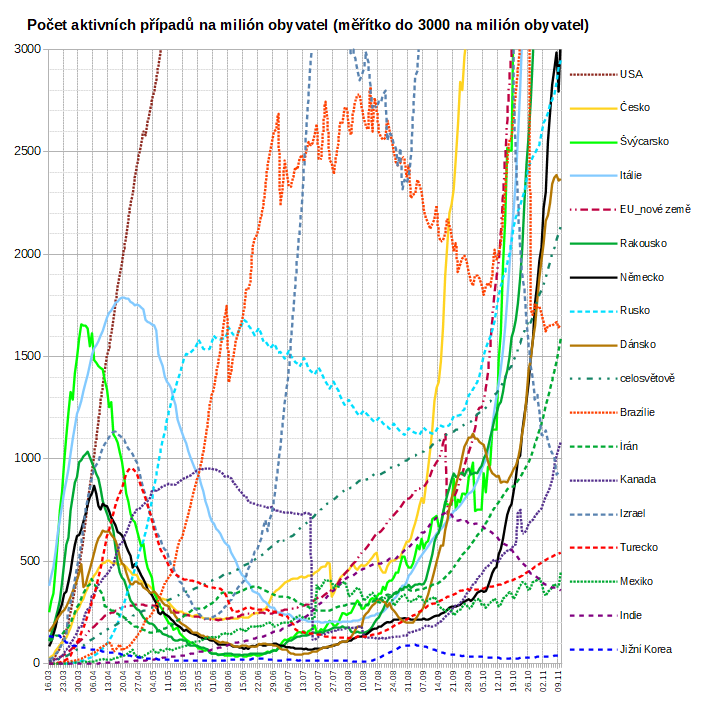 Počet aktivních případů na milión obyvatel (měřítko do 3000 na milión obyvatel)
3000
2500
2000
1500
1000
500
0
USA
Česko
Švýcarsko
Itálie
EU_nové země
Rakousko
Německo
Rusko
Dánsko
celosvětově
Brazílie
Írán
Kanada
Izrael
Turecko
Mexiko
Indie
Jižní Korea
16.03
23.03
30.03
06.04
13.04
20.04
27.04
04.05
11.05
18.05
25.05
01.06
08.06
15.06
22.06
29.06
06.07
13.07
20.07
27.07
03.08
10.08
17.08
24.08
31.08
07.09
14.09
21.09
28.09
05.10
12.10
19.10
26.10
02.11
09.11